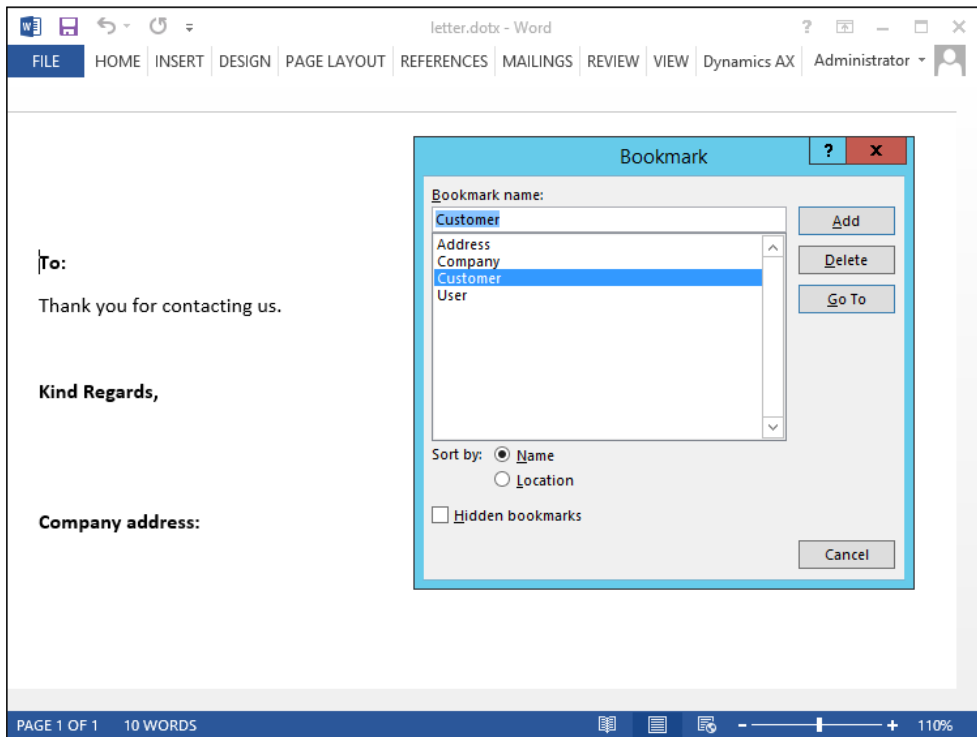 letter.dotx - Word
?
FILE HOME INSERT DESIGN PAGE LAYOUT REFERENCES MAILINGS REVIEW VIEW Dynamics AX Administrator
Bookmark
? x
Bookmark name:
Customer
Add
Address
Company
Customer
User
Delete
Go To
To:
Thank you for contacting us.
Kind Regards,
Sort by: Name
Location
Hidden bookmarks
Company address:
Cancel
PAGE 1 OF 1 10 WORDS 110%